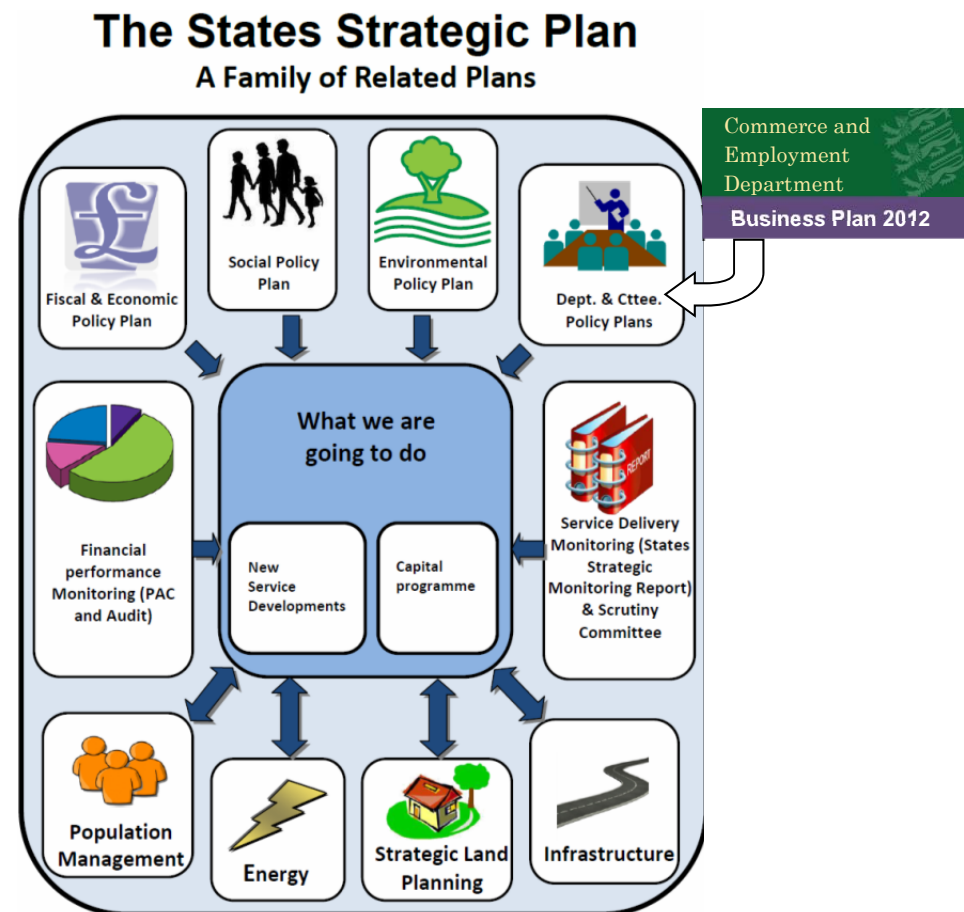 The States Strategic Plan
A Family of Related Plans
Commerce and
Employment
Department
Business Plan 2012
Fiscal & Economic
Policy Plan
Social Policy
Plan
Environmental
Policy Plan
Dept. & Cttee.
Policy Plans
What we are
going to do
Financial
performance
Monitoring (PAC
and Audit)
New
Service
Developments
Capital
programme
REPORT
Service Delivery
Monitoring (States
Strategic
Monitoring Report)
& Scrutiny
Committee
Population
Management
Energy
Strategic Land
Planning
Infrastructure